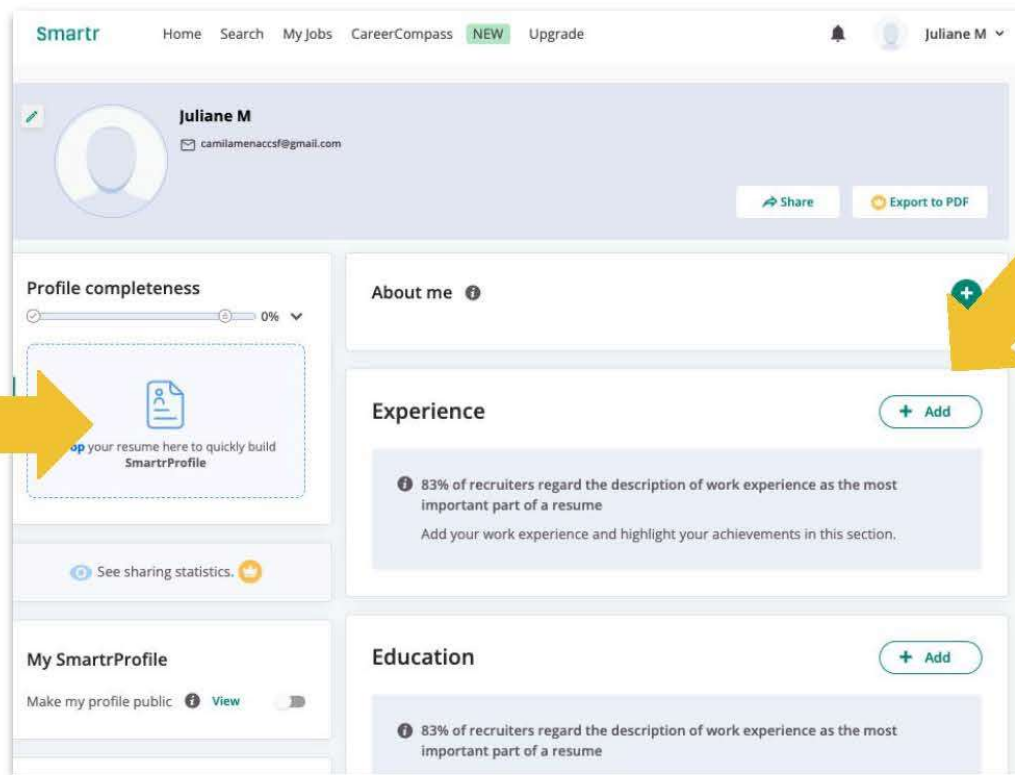 Smartr Home Search My Jobs CareerCompass NEW Upgrade Juliane M
Juliane M
camilamenaccsf@gmail.com
Share Export to PDF
Profile completeness
0%
your resume here to quickly build
SmartrProfile
See sharing statistics.
My SmartrProfile
Make my profile public View
About me
Experience
+ Add
83% of recruiters regard the description of work experience as the most
important part of a resume
Add your work experience and highlight your achievements in this section.
Education
+ Add
83% of recruiters regard the description of work experience as the most
important part of a resume